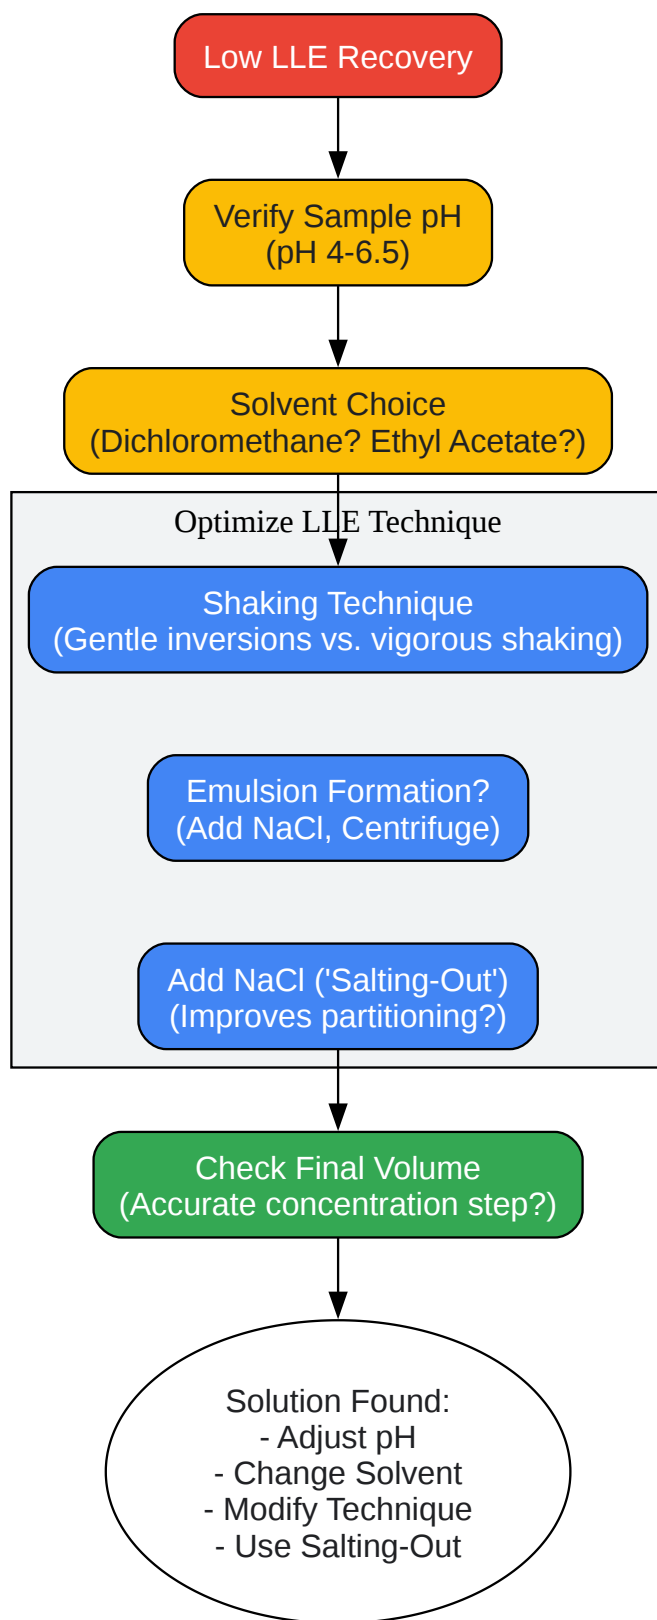 Low LLE Recovery
Verify Sample pH
(pH 4-6.5)
Solvent Choice
(Dichloromethane? Ethyl Acetate?)
Optimize LLE Technique
Shaking Technique
(Gentle inversions vs. vigorous shaking)
Emulsion Formation?
(Add NaCl, Centrifuge)
Add NaCl ('Salting-Out')
(Improves partitioning?)
Check Final Volume
(Accurate concentration step?)
Solution Found:
- Adjust pH
- Change Solvent
- Modify Technique
- Use Salting-Out